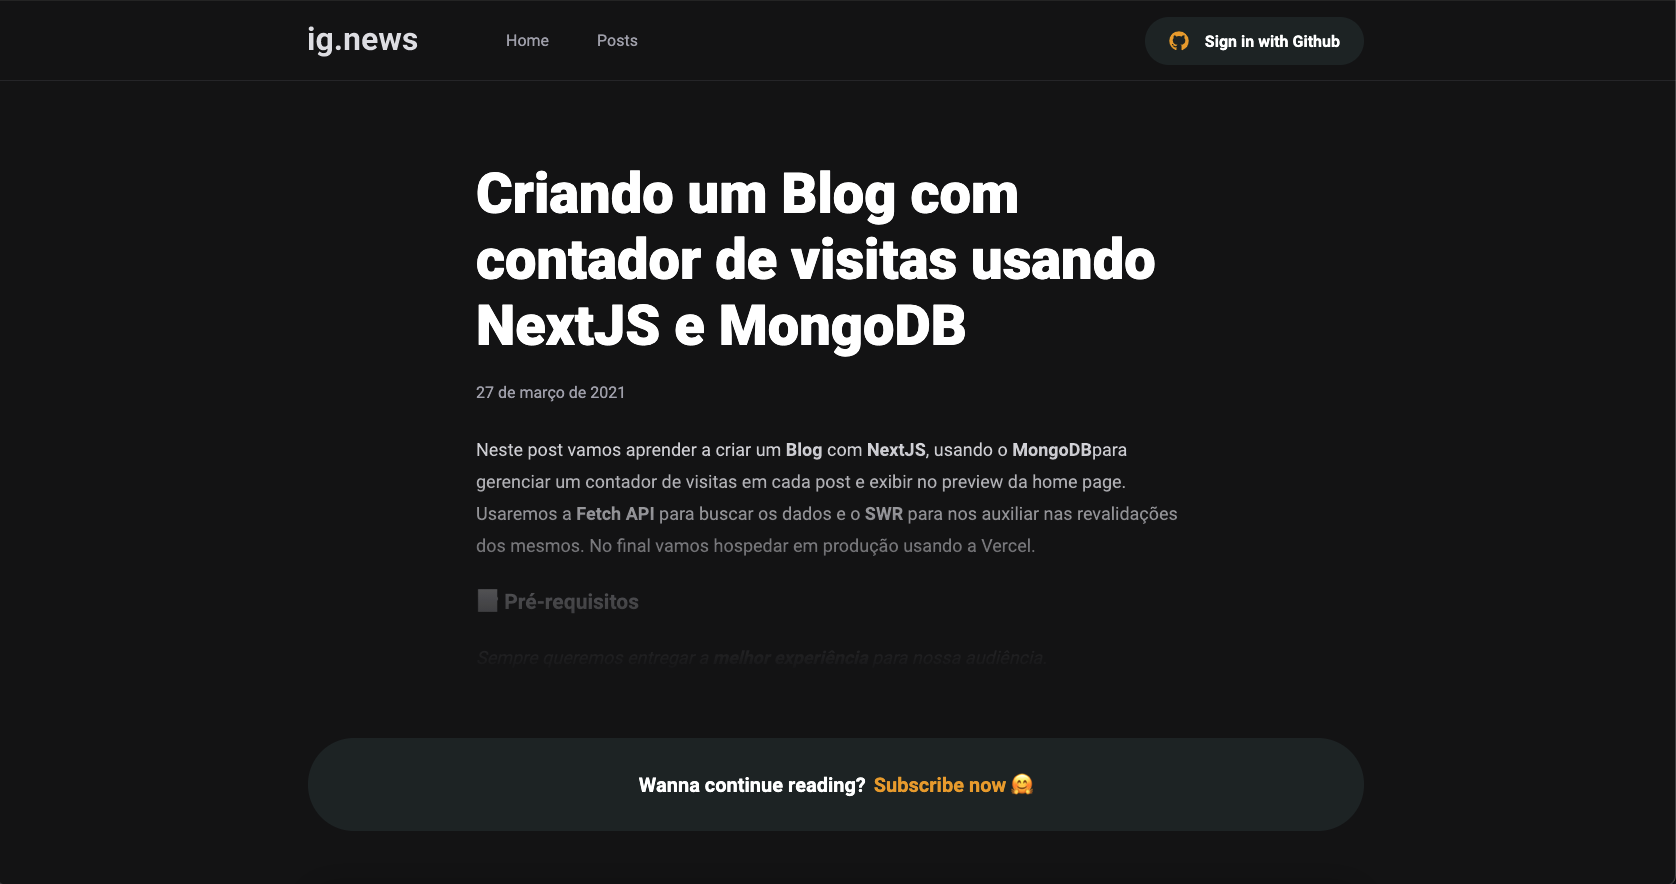 ig.news
Home
Posts
Sign in with Github
Criando um Blog com
contador de visitas usando
NextJS e MongoDB
27 de março de 2021
Neste post vamos aprender a criar um Blog com NextJS, usando o MongoDBpara
gerenciar um contador de visitas em cada post e exibir no preview da home page.
Usaremos a Fetch API para buscar os dados e o SWR para nos auxiliar nas revalidações
dos mesmos. No final vamos hospedar em produção usando a Vercel.
Pré-requisitos
Sempre queremos entregar a melhor experiência para nossa audiência.
Wanna continue reading? Subscribe now 🤗